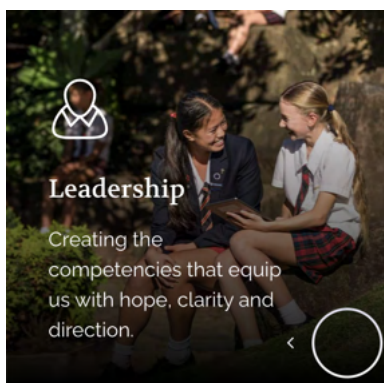 Leadership
Creating the
competencies that equip
us with hope, clarity and
direction.